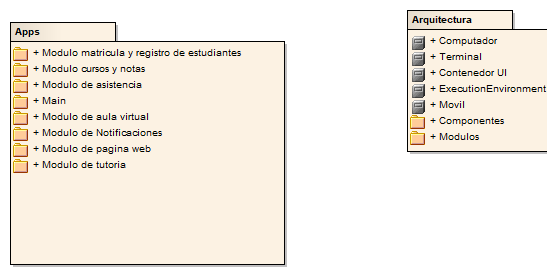 Apps
+ Modulo matricula y registro de estudiantes
+ Modulo cursos y notas
+ Modulo de asistencia
+ Main
+ Modulo de aula virtual
+ Modulo de Notificaciones
+ Modulo de pagina web
+ Modulo de tutoria
Arquitectura
+ Computador
+ Terminal
+ Contenedor UI
+ ExecutionEnvironment
+ Movil
+ Componentes
+ Modulos